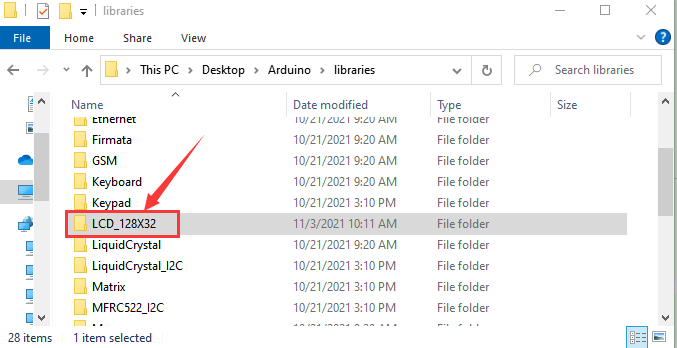 libraries
File Home Share View
This PC Desktop Arduino libraries Search libraries
Name Date modified Type Size
Ethernet 10/21/2021 9:20 AM File folder
Firmata 10/21/2021 9:20 AM File folder
GSM 10/21/2021 9:20 AM File folder
Keyboard 10/21/2021 9:20 AM File folder
Keypad 10/21/2021 3:10 PM File folder
LCD_128X32 11/3/2021 10:11 AM File folder
LiquidCrystal 10/21/2021 9:20 AM File folder
LiquidCrystal_I2C 10/21/2021 3:10 PM File folder
Matrix 10/21/2021 3:10 PM File folder
MFRC522_I2C 10/21/2021 3:10 PM File folder
28 items 1 item selected